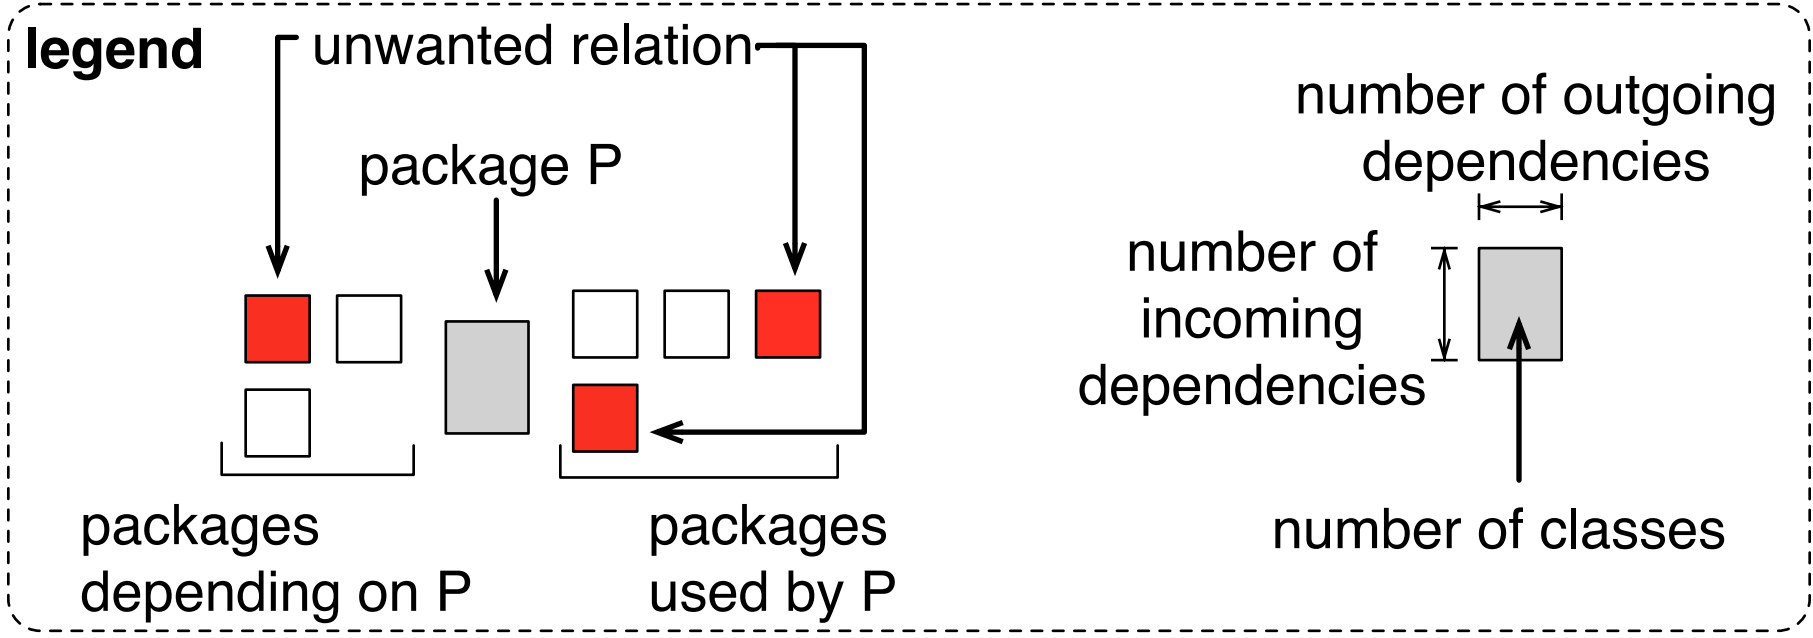 legend
unwanted relation
package P
packages
depending on P
packages
used by P
number of outgoing
dependencies
number of
incoming
dependencies
number of classes